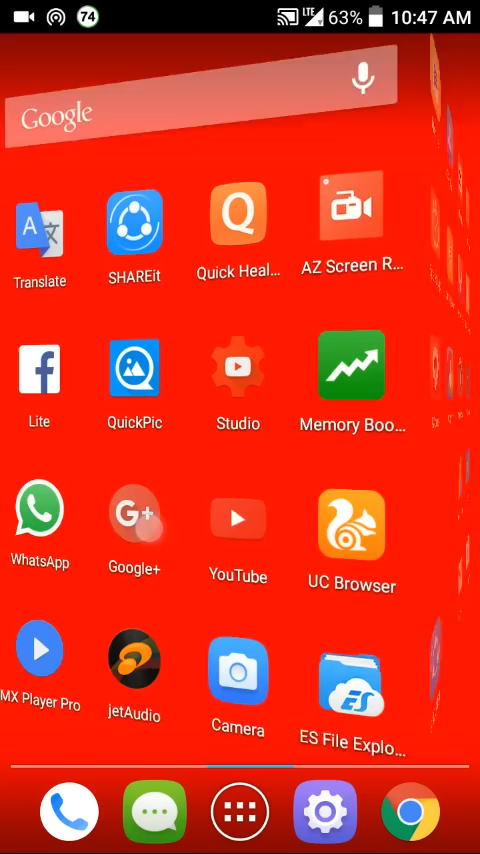 74
LTE
63%
10:47 AM
Google
Translate
SHAREit
Quick Heal...
AZ Screen R...
Lite
QuickPic
Studio
Memory Boo...
WhatsApp
Google+
YouTube
UC Browser
MX Player Pro
jetAudio
Camera
ES File Explo...